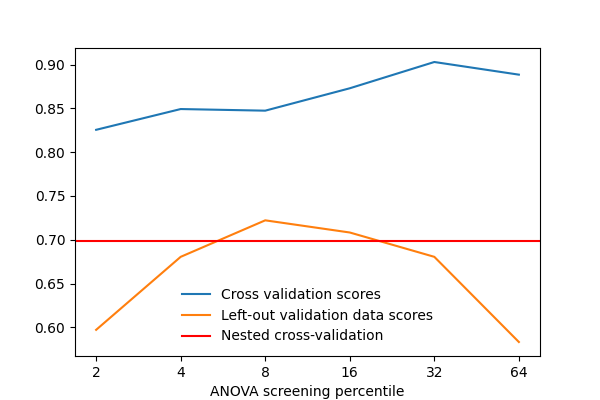 0.90
0.85
0.80
0.75
0.70
0.65
0.60
Cross validation scores
Left-out validation data scores
Nested cross-validation
2 4 8 16 32 64
ANOVA screening percentile